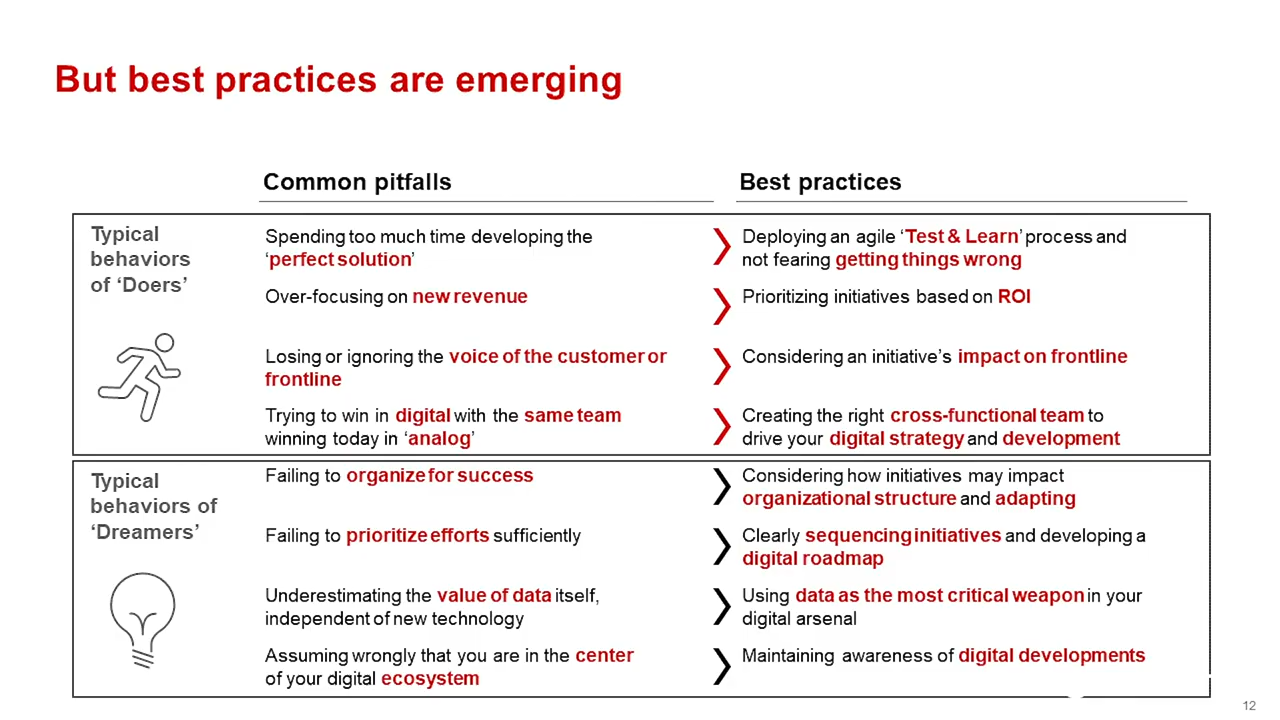 But best practices are emerging
Common pitfalls
Best practices
Typical
behaviors
of ‘Doers’
Spending too much time developing the
‘perfect solution’
Deploying an agile ‘Test & Learn’ process and
not fearing getting things wrong
Over-focusing on new revenue
Prioritizing initiatives based on ROI
Losing or ignoring the voice of the customer or
frontline
Considering an initiative’s impact on frontline
Trying to win in digital with the same team
winning today in ‘analog’
Creating the right cross-functional team to
drive your digital strategy and development
Typical
behaviors of
‘Dreamers’
Failing to organize for success
Considering how initiatives may impact
organizational structure and adapting
Failing to prioritize efforts sufficiently
Clearly sequencing initiatives and developing a
digital roadmap
Underestimating the value of data itself,
independent of new technology
Using data as the most critical weapon in your
digital arsenal
Assuming wrongly that you are in the center
of your digital ecosystem
Maintaining awareness of digital developments
12